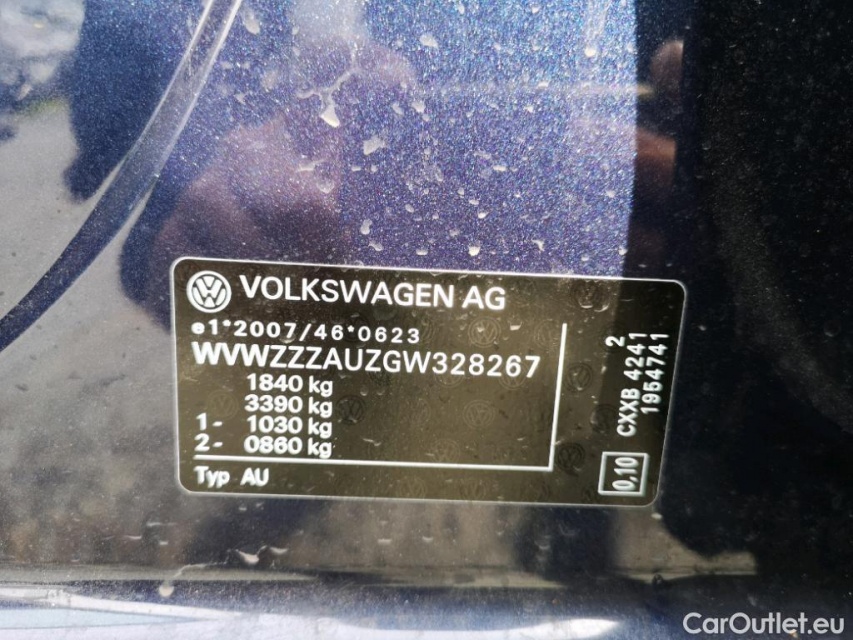 VOLKSWAGEN AG
e1*2007/46*0623
WVWZZZAUZGW328267
1840 kg
3390 kg
1- 1030 kg
2- 0860 kg
Typ AU
2
CXXB 4241
1954741
0,10
CarOutlet.eu